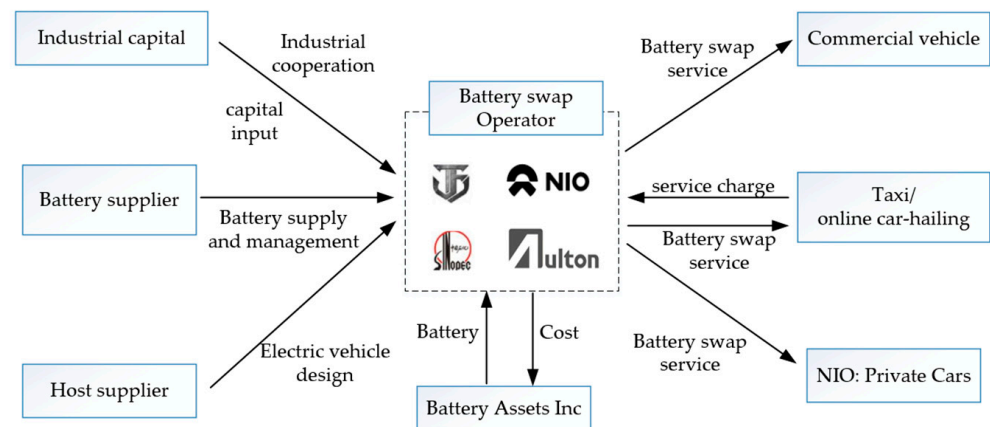 Industrial capital
Industrial
cooperation
capital
input
Battery supplier
Battery supply
and management
Host supplier
Electric vehicle
design
Battery swap
Operator
NIO
SINOPEC
Aulton
Battery
Cost
Battery Assets Inc
Battery swap
service
Commercial vehicle
service charge
Battery swap
service
Taxi/
online car-hailing
Battery swap
service
NIO: Private Cars